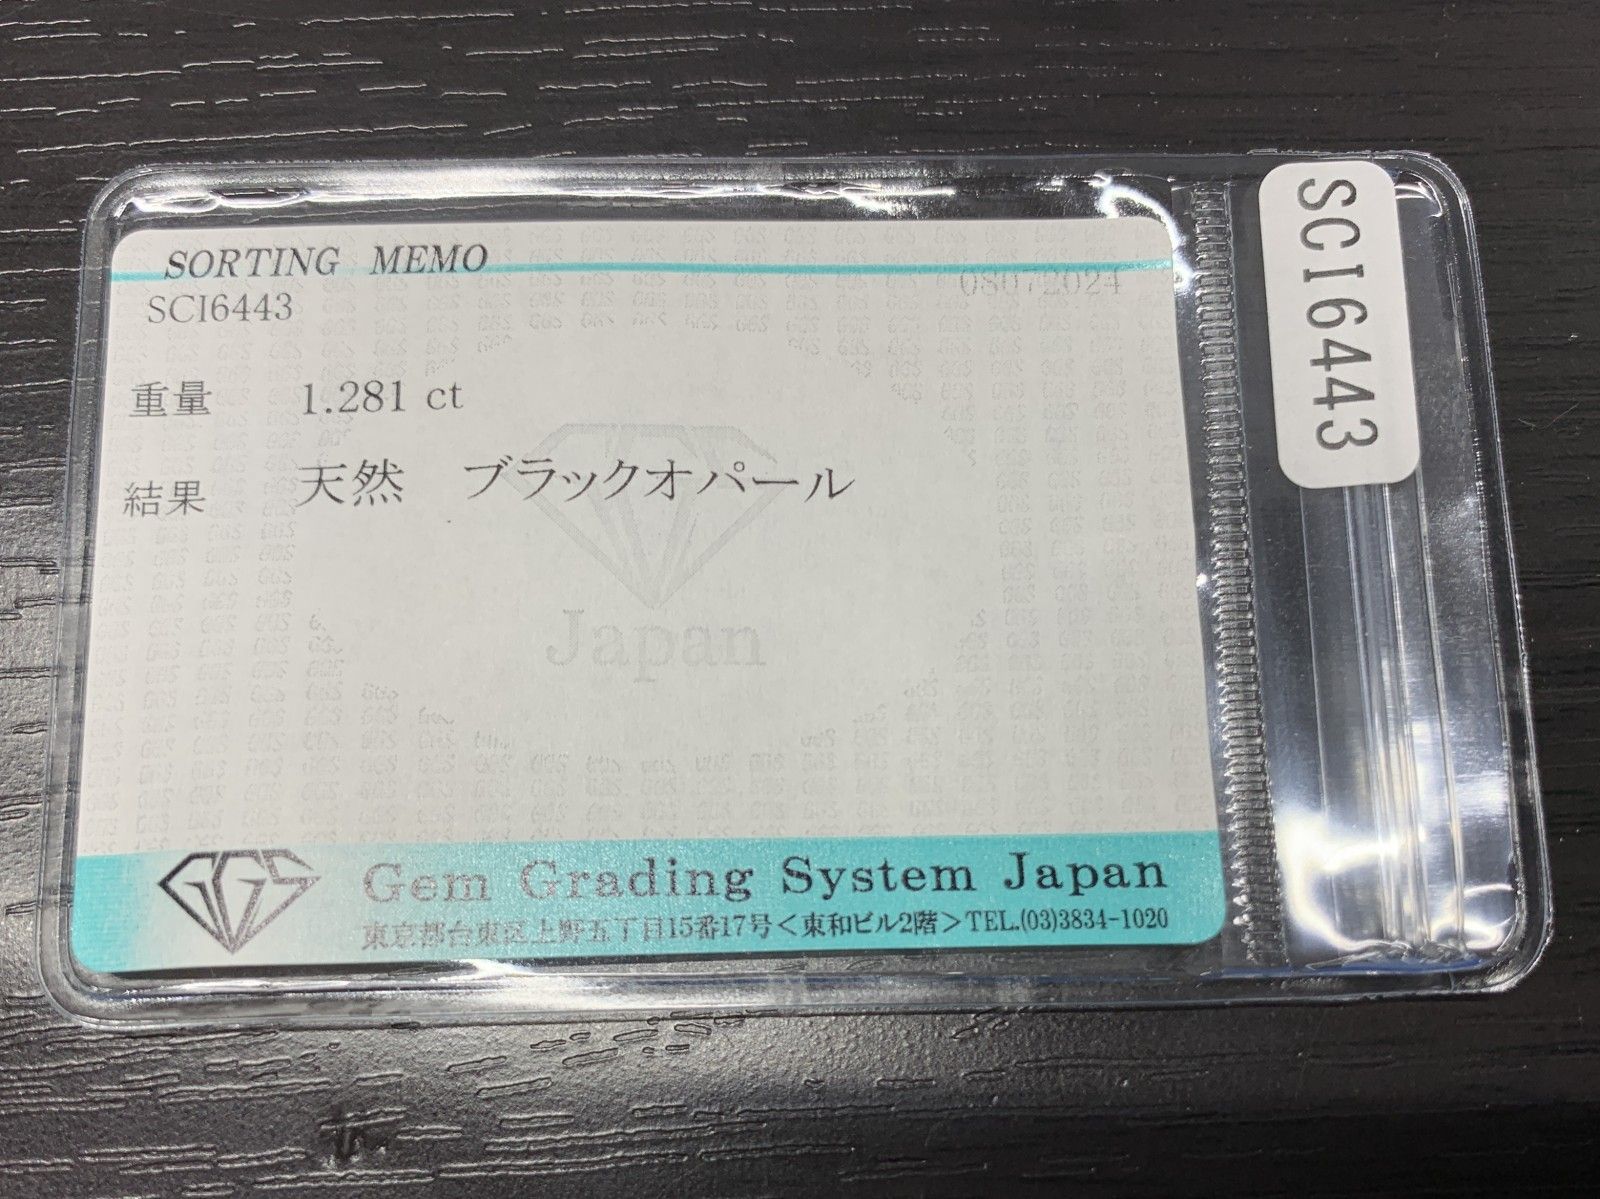 SORTING MEMO
SCI6443
08072024
重量 1.281 ct
結果 天然 ブラックオパール
Japan
GGS
Gem Grading System Japan
東京都台東区上野五丁目15番17号<東和ビル2階>TEL.(03)3834-1020
SCI6443